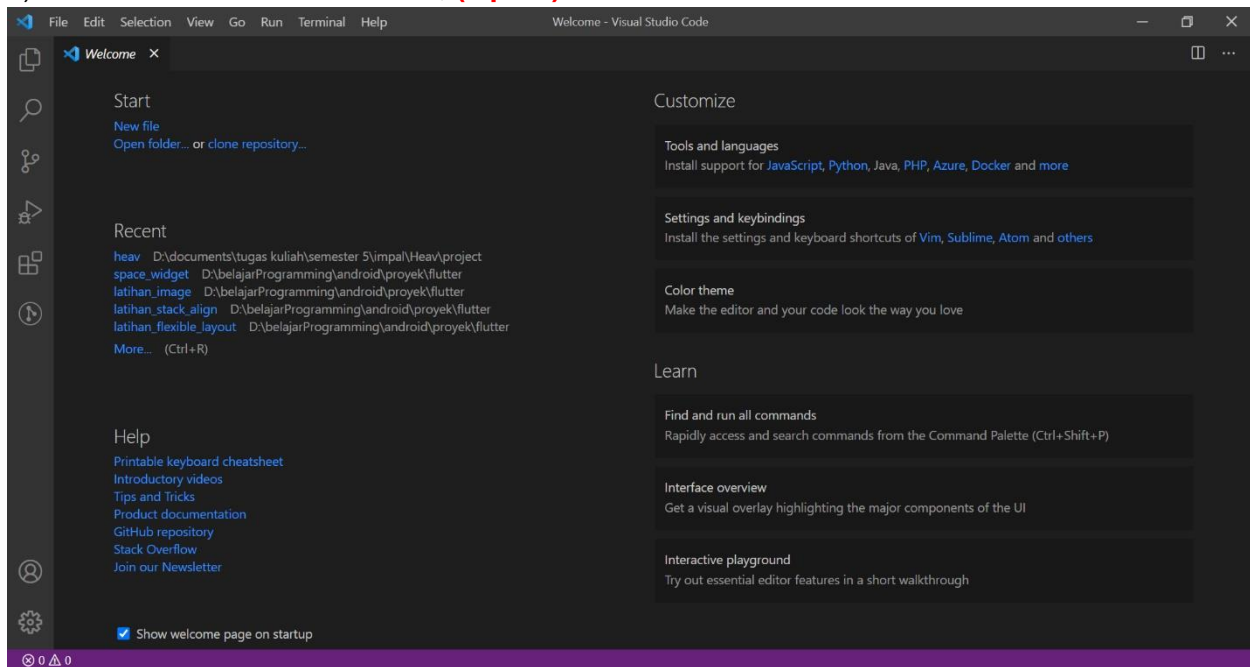 File Edit Selection View Go Run Terminal Help Welcome - Visual Studio Code
Welcome
Start
New file
Open folder... or clone repository...
Recent
heav D:\documents\tugas kuliah\semester 5\impal\Heav\project
space_widget D:\belajarProgramming\android\proyek\flutter
latihan_image D:\belajarProgramming\android\proyek\flutter
latihan_stack_align D:\belajarProgramming\android\proyek\flutter
latihan_flexible_layout D:\belajarProgramming\android\proyek\flutter
More... (Ctrl+R)
Help
Printable keyboard cheatsheet
Introductory videos
Tips and Tricks
Product documentation
GitHub repository
Stack Overflow
Join our Newsletter
Show welcome page on startup
Customize
Tools and languages
Install support for JavaScript, Python, Java, PHP, Azure, Docker and more
Settings and keybindings
Install the settings and keyboard shortcuts of Vim, Sublime, Atom and others
Color theme
Make the editor and your code look the way you love
Learn
Find and run all commands
Rapidly access and search commands from the Command Palette (Ctrl+Shift+P)
Interface overview
Get a visual overlay highlighting the major components of the UI
Interactive playground
Try out essential editor features in a short walkthrough
0 0